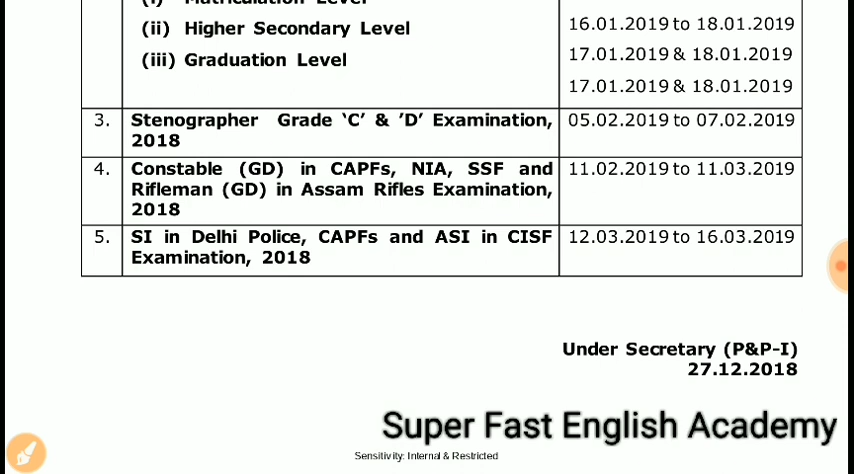 (i) Matriculation Level
(ii) Higher Secondary Level 16.01.2019 to 18.01.2019
(iii) Graduation Level 17.01.2019 & 18.01.2019
17.01.2019 & 18.01.2019
3. Stenographer Grade ‘C’ & ’D’ Examination, 05.02.2019 to 07.02.2019
2018
4. Constable (GD) in CAPFs, NIA, SSF and 11.02.2019 to 11.03.2019
Rifleman (GD) in Assam Rifles Examination,
2018
5. SI in Delhi Police, CAPFs and ASI in CISF 12.03.2019 to 16.03.2019
Examination, 2018
Under Secretary (P&P-I)
27.12.2018
Super Fast English Academy
Sensitivity: Internal & Restricted